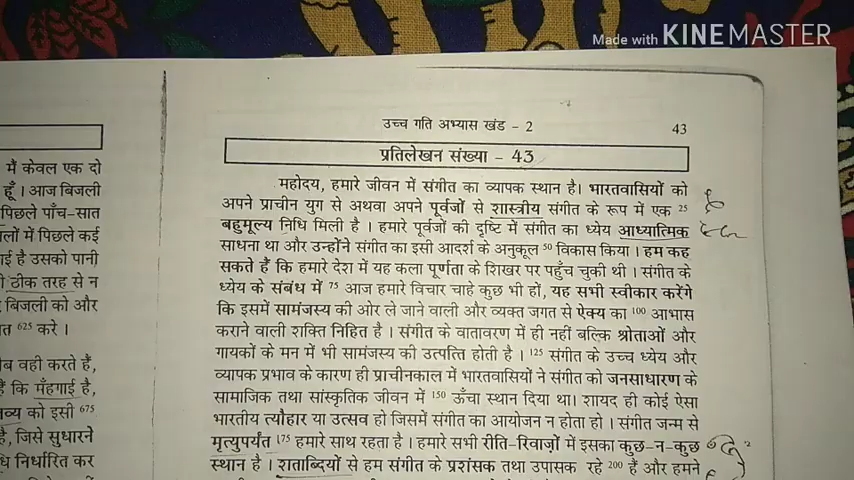 Made with KINEMASTER
उच्च गति अभ्यास खंड - 2
43
प्रतिलेखन संख्या - 43
महोदय, हमारे जीवन में संगीत का व्यापक स्थान है। भारतवासियों को
अपने प्राचीन युग से अथवा अपने पूर्वजों से शास्त्रीय संगीत के रूप में एक 25
बहुमूल्य निधि मिली है । हमारे पूर्वजों की दृष्टि में संगीत का ध्येय आध्यात्मिक
साधना था और उन्होंने संगीत का इसी आदर्श के अनुकूल 50 विकास किया । हम कह
सकते हैं कि हमारे देश में यह कला पूर्णता के शिखर पर पहुँच चुकी थी । संगीत के
ध्येय के संबंध में 75 आज हमारे विचार चाहे कुछ भी हों, यह सभी स्वीकार करेंगे
कि इसमें सामंजस्य की ओर ले जाने वाली और व्यक्त जगत से ऐक्य का 100 आभास
कराने वाली शक्ति निहित है । संगीत के वातावरण में ही नहीं बल्कि श्रोताओं और
गायकों के मन में भी सामंजस्य की उत्पत्ति होती है । 125 संगीत के उच्च ध्येय और
व्यापक प्रभाव के कारण ही प्राचीनकाल में भारतवासियों ने संगीत को जनसाधारण के
सामाजिक तथा सांस्कृतिक जीवन में 150 ऊँचा स्थान दिया था। शायद ही कोई ऐसा
भारतीय त्यौहार या उत्सव हो जिसमें संगीत का आयोजन न होता हो । संगीत जन्म से
मृत्युपर्यंत 175 हमारे साथ रहता है । हमारे सभी रीति-रिवाज़ों में इसका कुछ-न-कुछ
स्थान है । शताब्दियों से हम संगीत के प्रशंसक तथा उपासक रहे 200 हैं और हमने
में केवल एक दो
हूँ । आज बिजली
पिछले पाँच-सात
लों में पिछले कई
ाई है उसको पानी
ठीक तरह से न
बिजली को और
त 625 करे ।
ब वही करते हैं,
हैं कि मँहगाई है,
व्य को इसी 675
है, जिसे सुधारने
धि निर्धारित कर